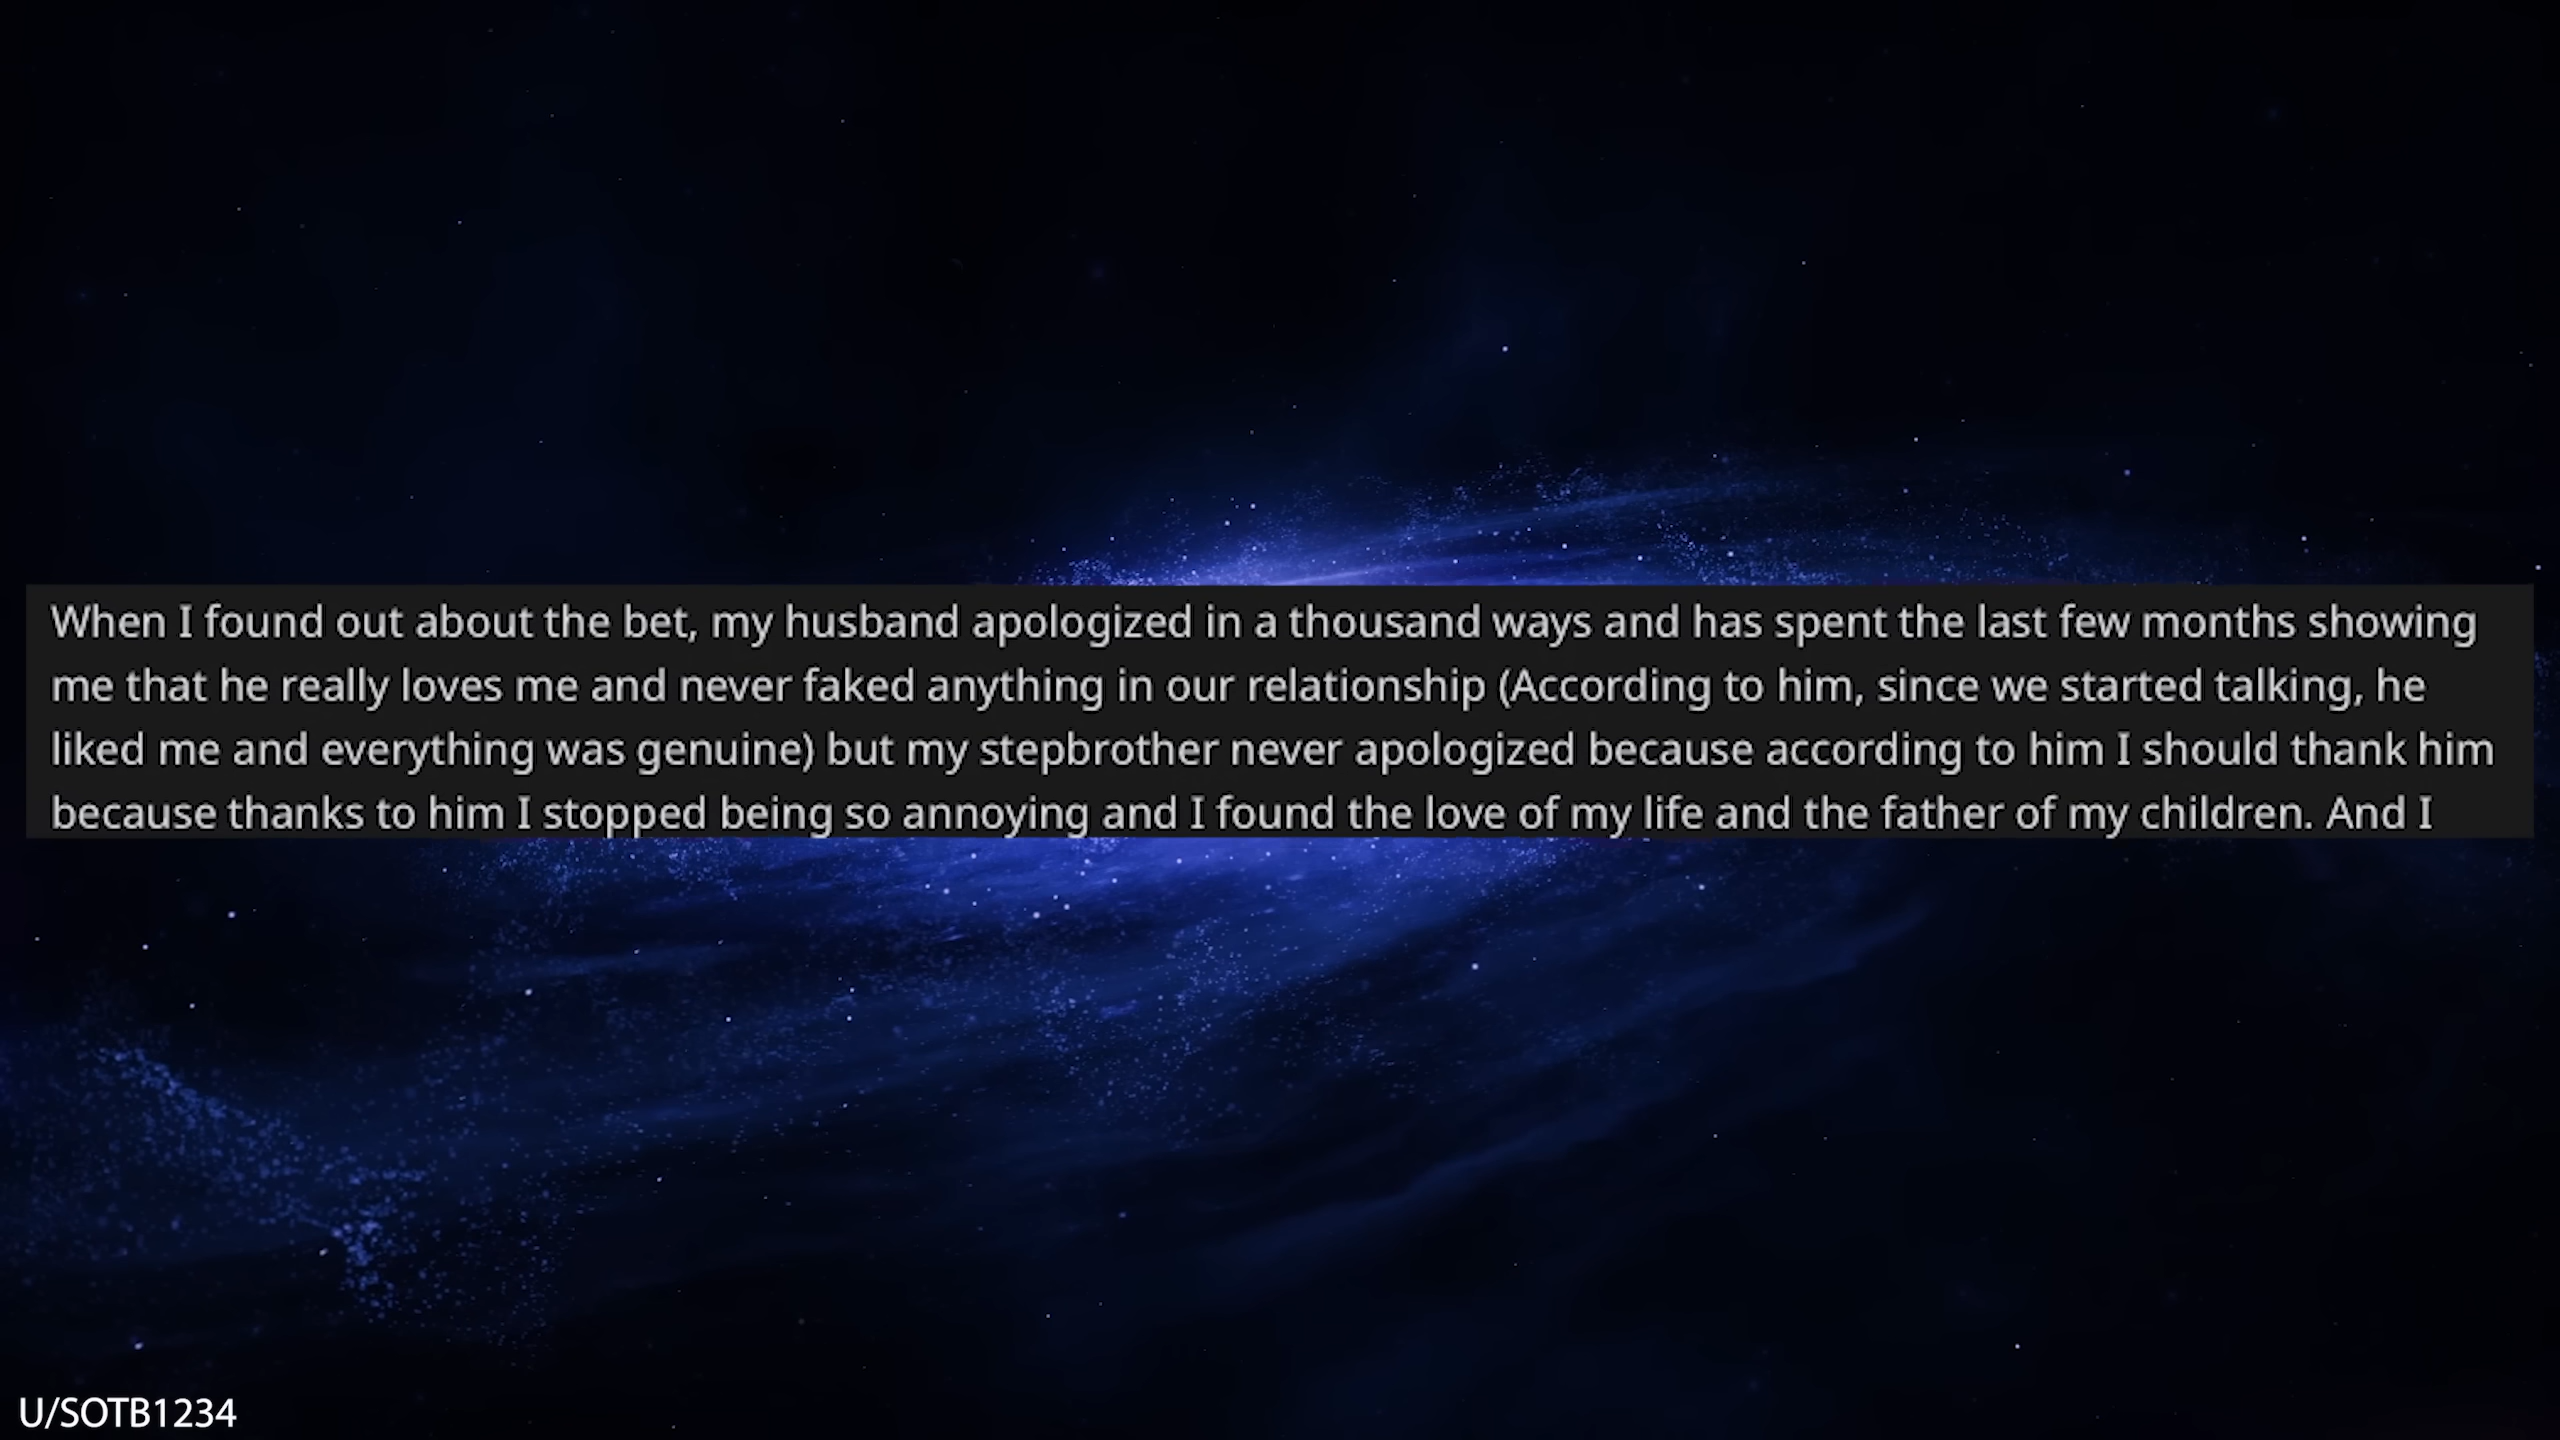 When I found out about the bet, my husband apologized in a thousand ways and has spent the last few months showing
me that he really loves me and never faked anything in our relationship (According to him, since we started talking, he
liked me and everything was genuine) but my stepbrother never apologized because according to him I should thank him
because thanks to him I stopped being so annoying and I found the love of my life and the father of my children. And I
U/SOTB1234